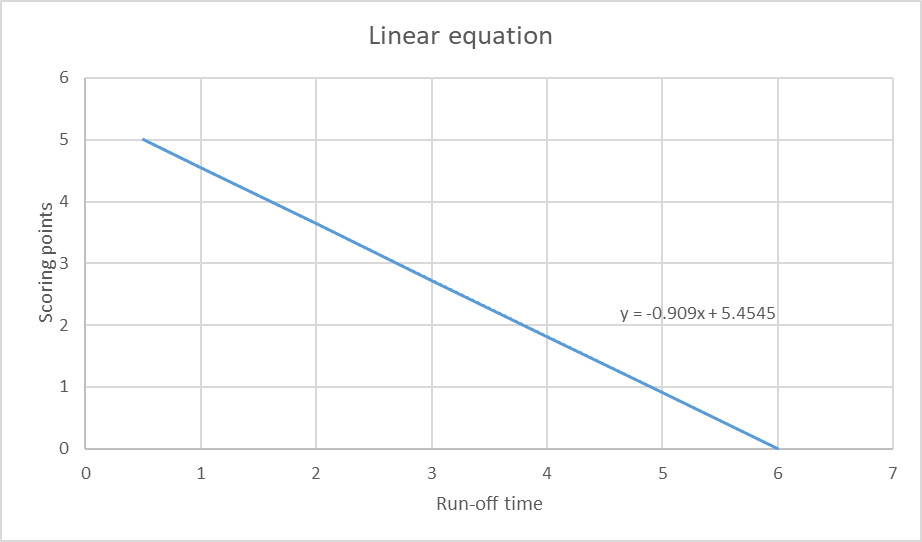 Linear equation
6
5
4
3
2
1
0
Scoring points
y = -0.909x + 5.4545
0 1 2 3 4 5 6 7
Run-off time